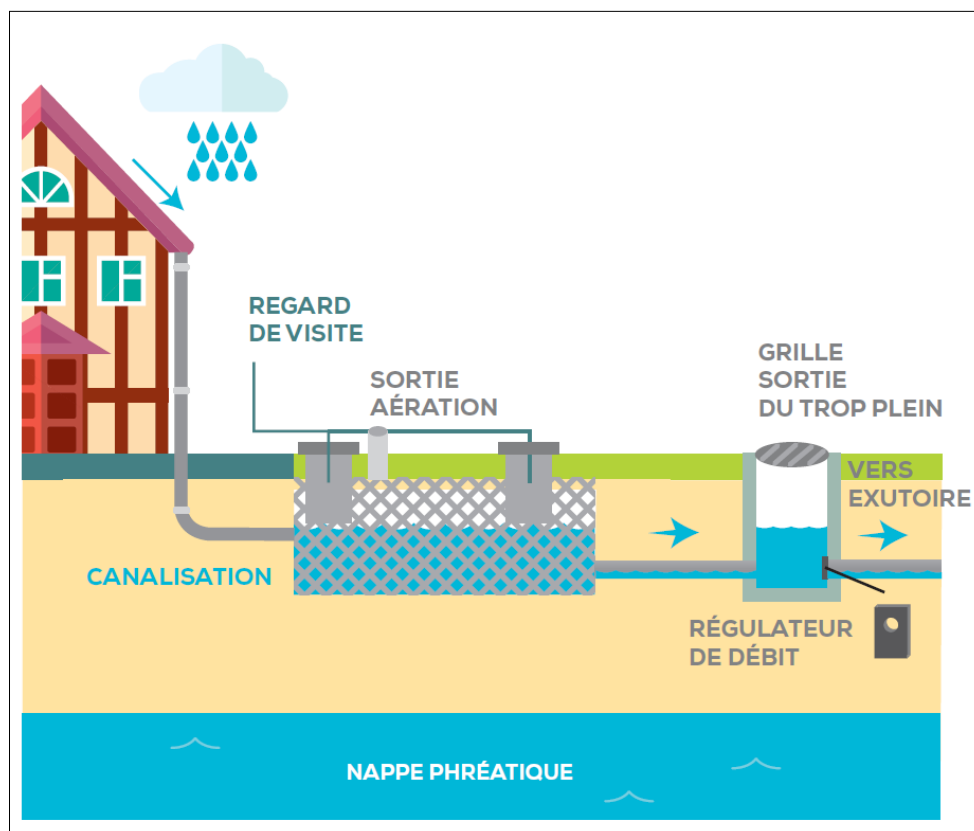 REGARD
DE VISITE
SORTIE
AÉRATION
GRILLE
SORTIE
DU TROP PLEIN
VERS
EXUTOIRE
CANALISATION
RÉGULATEUR
DE DÉBIT
NAPPE PHRÉATIQUE